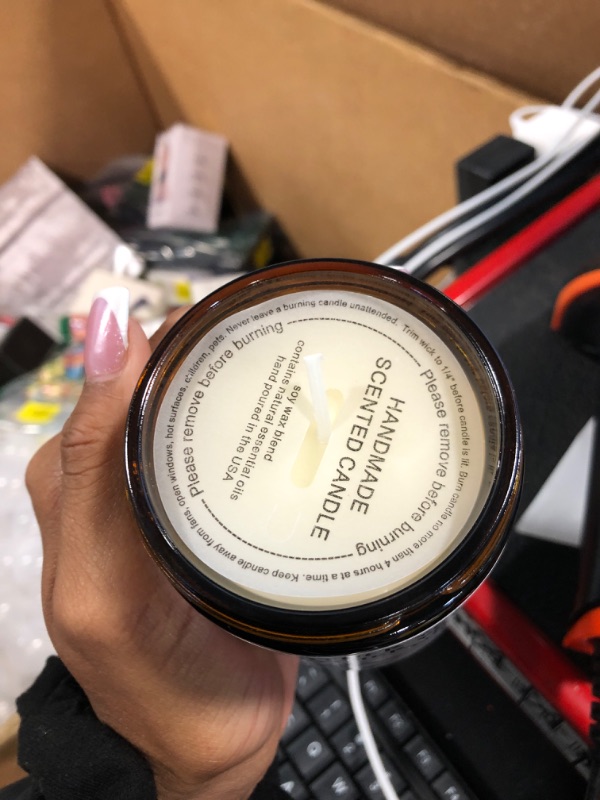 HANDMADE
SCENTED CANDLE
soy wax blend
contains natural essential oils
hand poured in the USA
Please remove before burning
Please remove before burning
Never leave a burning candle unattended. Trim wick to 1/4" before candle is lit. Burn candle no more than 4 hours at a time. Keep candle away from fans, open windows, hot surfaces, children, pets.